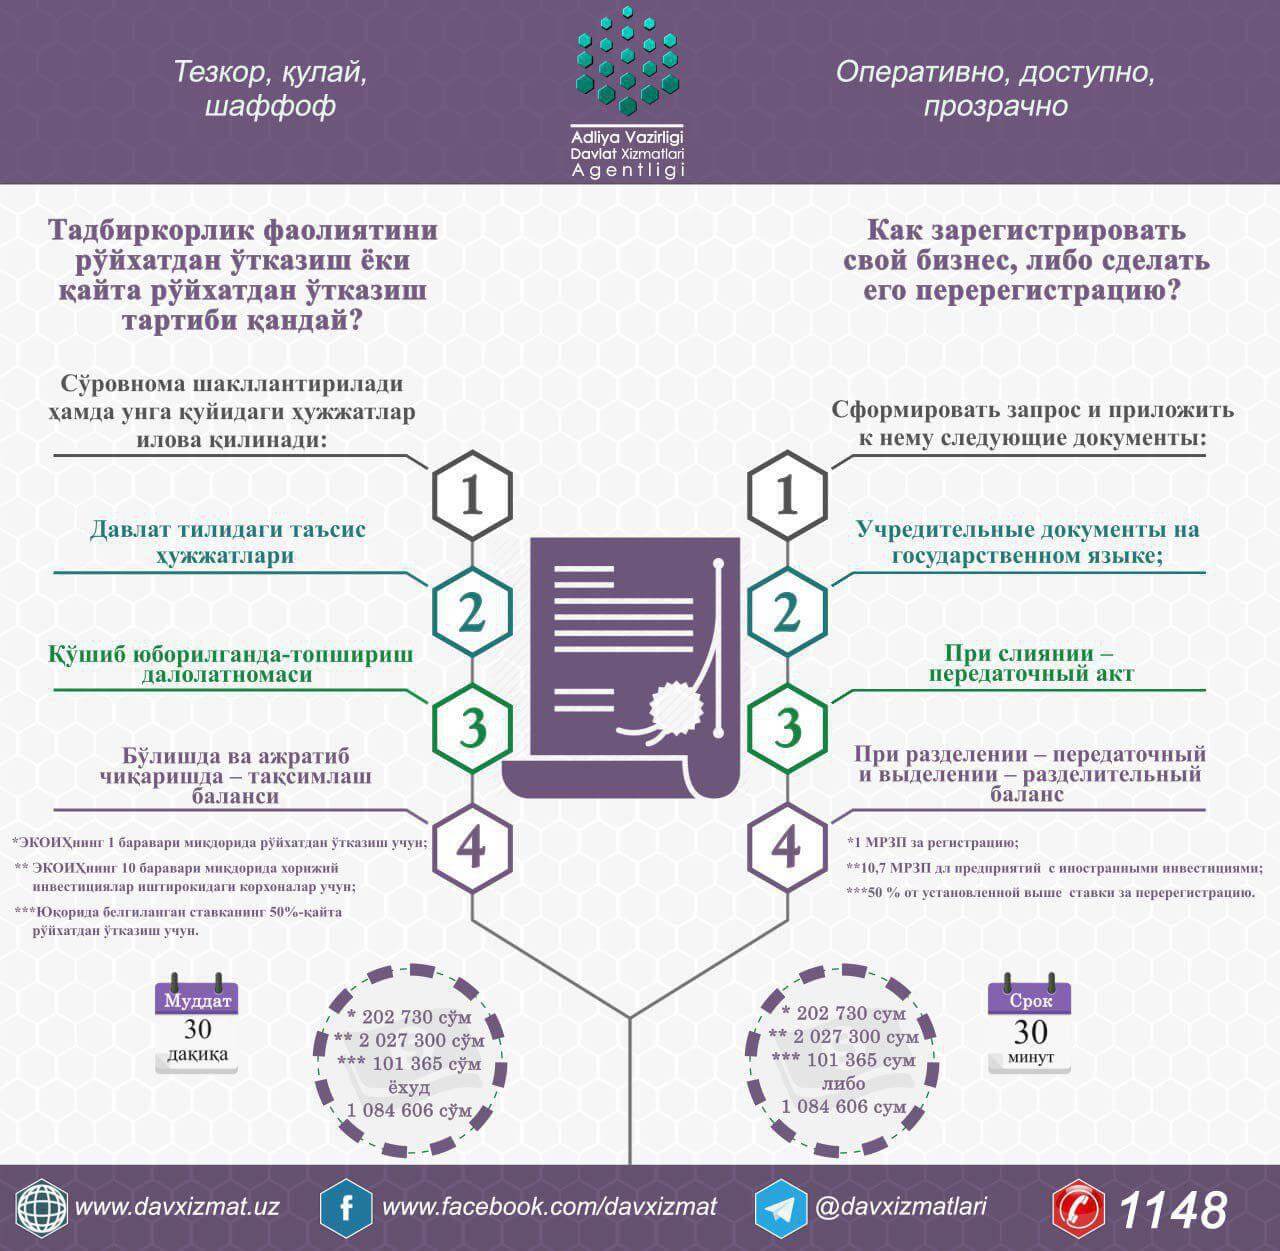 Тезкор, қулай,
шаффоф
Adliya Vazirligi
Davlat Xizmatlari
Agentligi
Оперативно, доступно,
прозрачно
Тадбиркорлик фаолиятини
рўйхатдан ўтказиш ёки
қайта рўйхатдан ўтказиш
тартиби қандай?
Сўровнома шакллантирилади
ҳамда унга қуйидаги ҳужжатлар
илова қилинади:
1
Давлат тилидаги таъсис
ҳужжатлари
2
Қўшиб юборилганда-топшириш
далолатномаси
3
Бўлишда ва ажратиб
чиқаришда – тақсимлаш
баланси
4
*ЭКОИҲнинг 1 баравари миқдорида рўйхатдан ўтказиш учун;
** ЭКОИҲнинг 10 баравари миқдорида хорижий
инвестициялар иштирокидаги корхоналар учун;
***Юқорида белгиланган ставканинг 50%-қайта
рўйхатдан ўтказиш учун.
Муддат
30
дақиқа
* 202 730 сўм
** 2 027 300 сўм
*** 101 365 сўм
ёхуд
1 084 606 сўм
Как зарегистрировать
свой бизнес, либо сделать
его перерегистрацию?
Сформировать запрос и приложить
к нему следующие документы:
1
Учредительные документы на
государственном языке;
2
При слиянии –
передаточный акт
3
При разделении – передаточный
и выделении – разделительный
баланс
4
*1 МРЗП за регистрацию;
**10,7 МРЗП дл предприятий с иностранными инвестициями;
***50 % от установленной выше ставки за перерегистрацию.
* 202 730 сум
** 2 027 300 сум
*** 101 365 сум
либо
1 084 606 сум
Срок
30
минут
www.davxizmat.uz
www.facebook.com/davxizmat
@davxizmatlari
1148